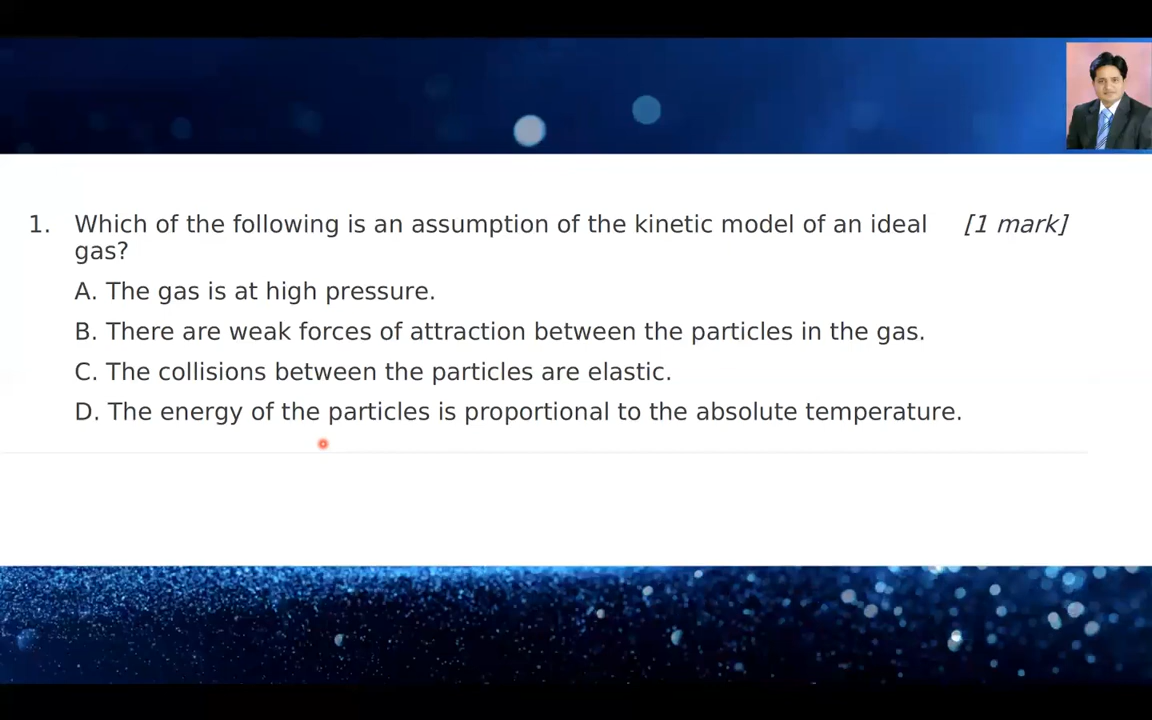 1. Which of the following is an assumption of the kinetic model of an ideal [1 mark]
gas?
A. The gas is at high pressure.
B. There are weak forces of attraction between the particles in the gas.
C. The collisions between the particles are elastic.
D. The energy of the particles is proportional to the absolute temperature.